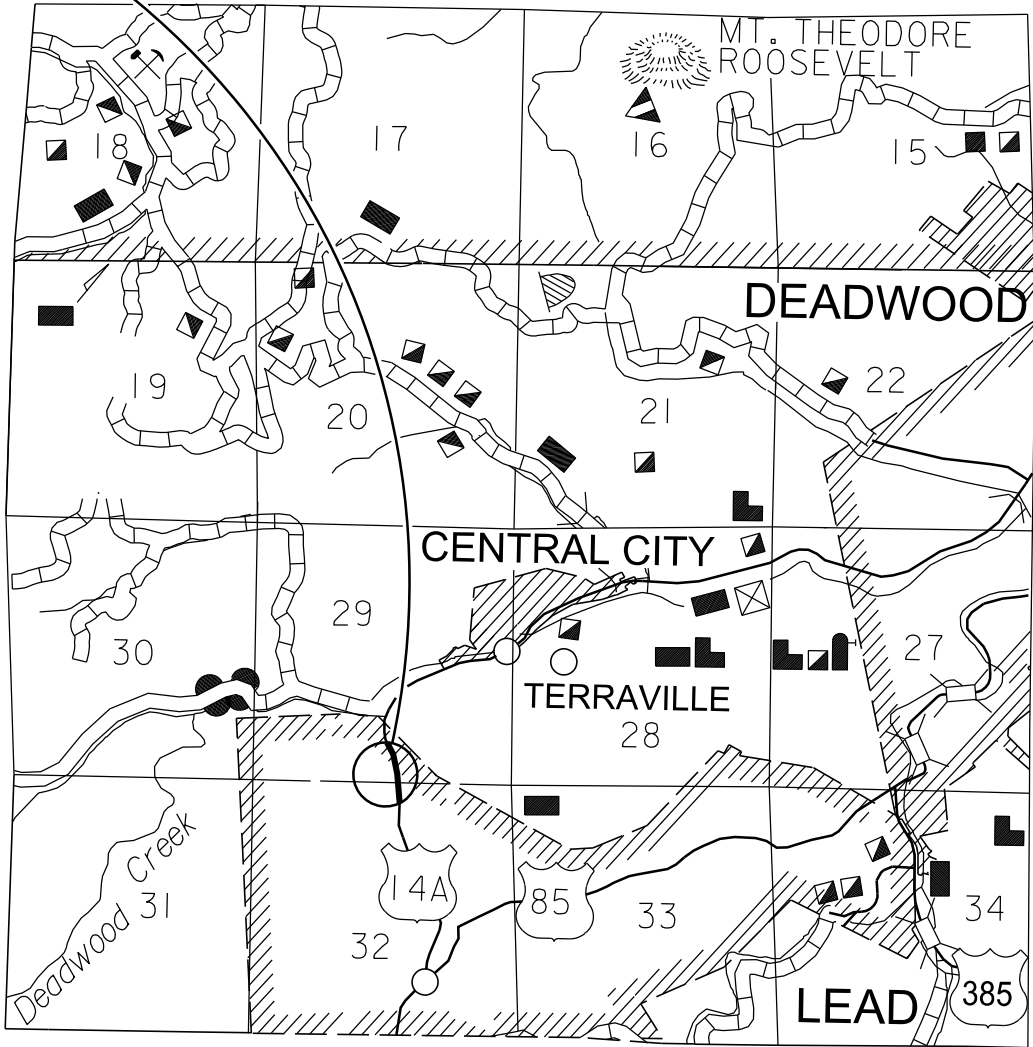 MT. THEODORE
ROOSEVELT
18
17
16
15
DEADWOOD
19
20
21
22
CENTRAL CITY
30
29
27
TERRAVILLE
28
Deadwood Creek
31
32
14A
85
33
34
385
LEAD